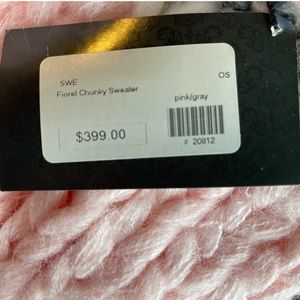 SWE OS
Fiorel Chunky Sweater
pink/gray
$399.00
# 20812